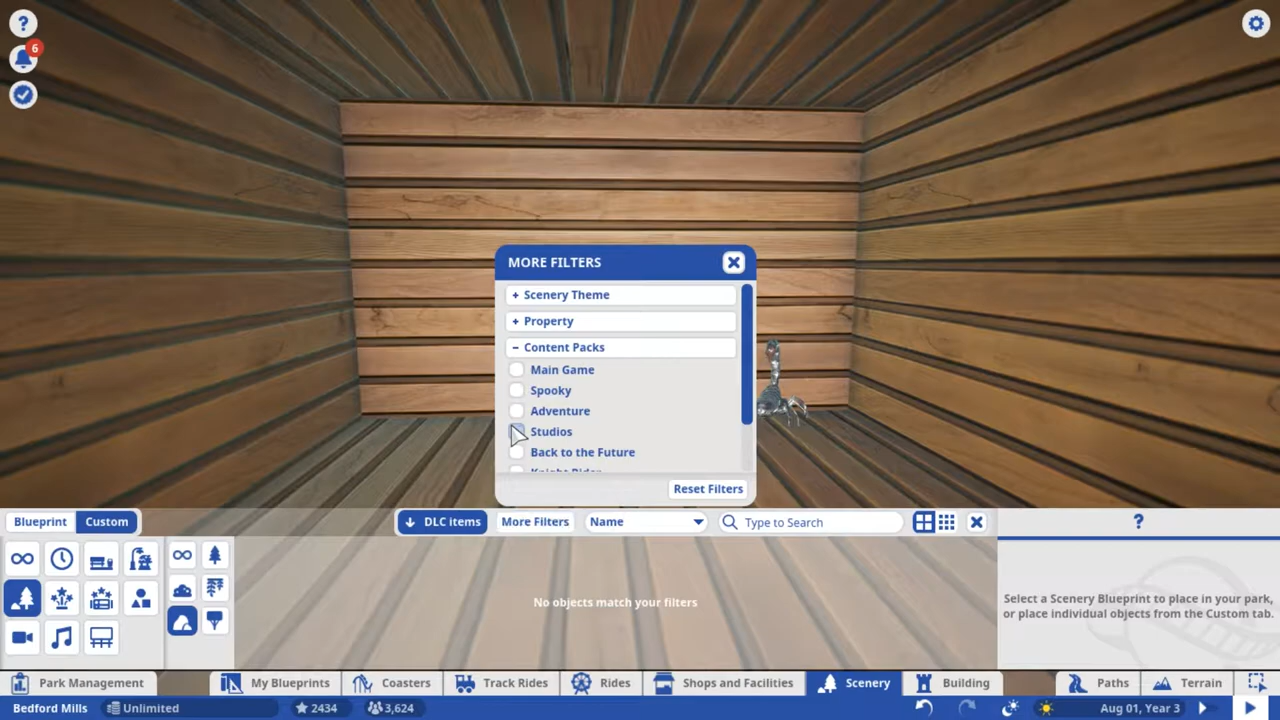 ?
6
MORE FILTERS
+ Scenery Theme
+ Property
− Content Packs
Main Game
Spooky
Adventure
Studios
Back to the Future
Knight Rider
Reset Filters
Blueprint
Custom
DLC items
More Filters
Name
Type to Search
?
No objects match your filters
Select a Scenery Blueprint to place in your park,
or place individual objects from the Custom tab.
Park Management
My Blueprints
Coasters
Track Rides
Rides
Shops and Facilities
Scenery
Building
Paths
Terrain
Bedford Mills
Unlimited
2434
3,624
Aug 01, Year 3